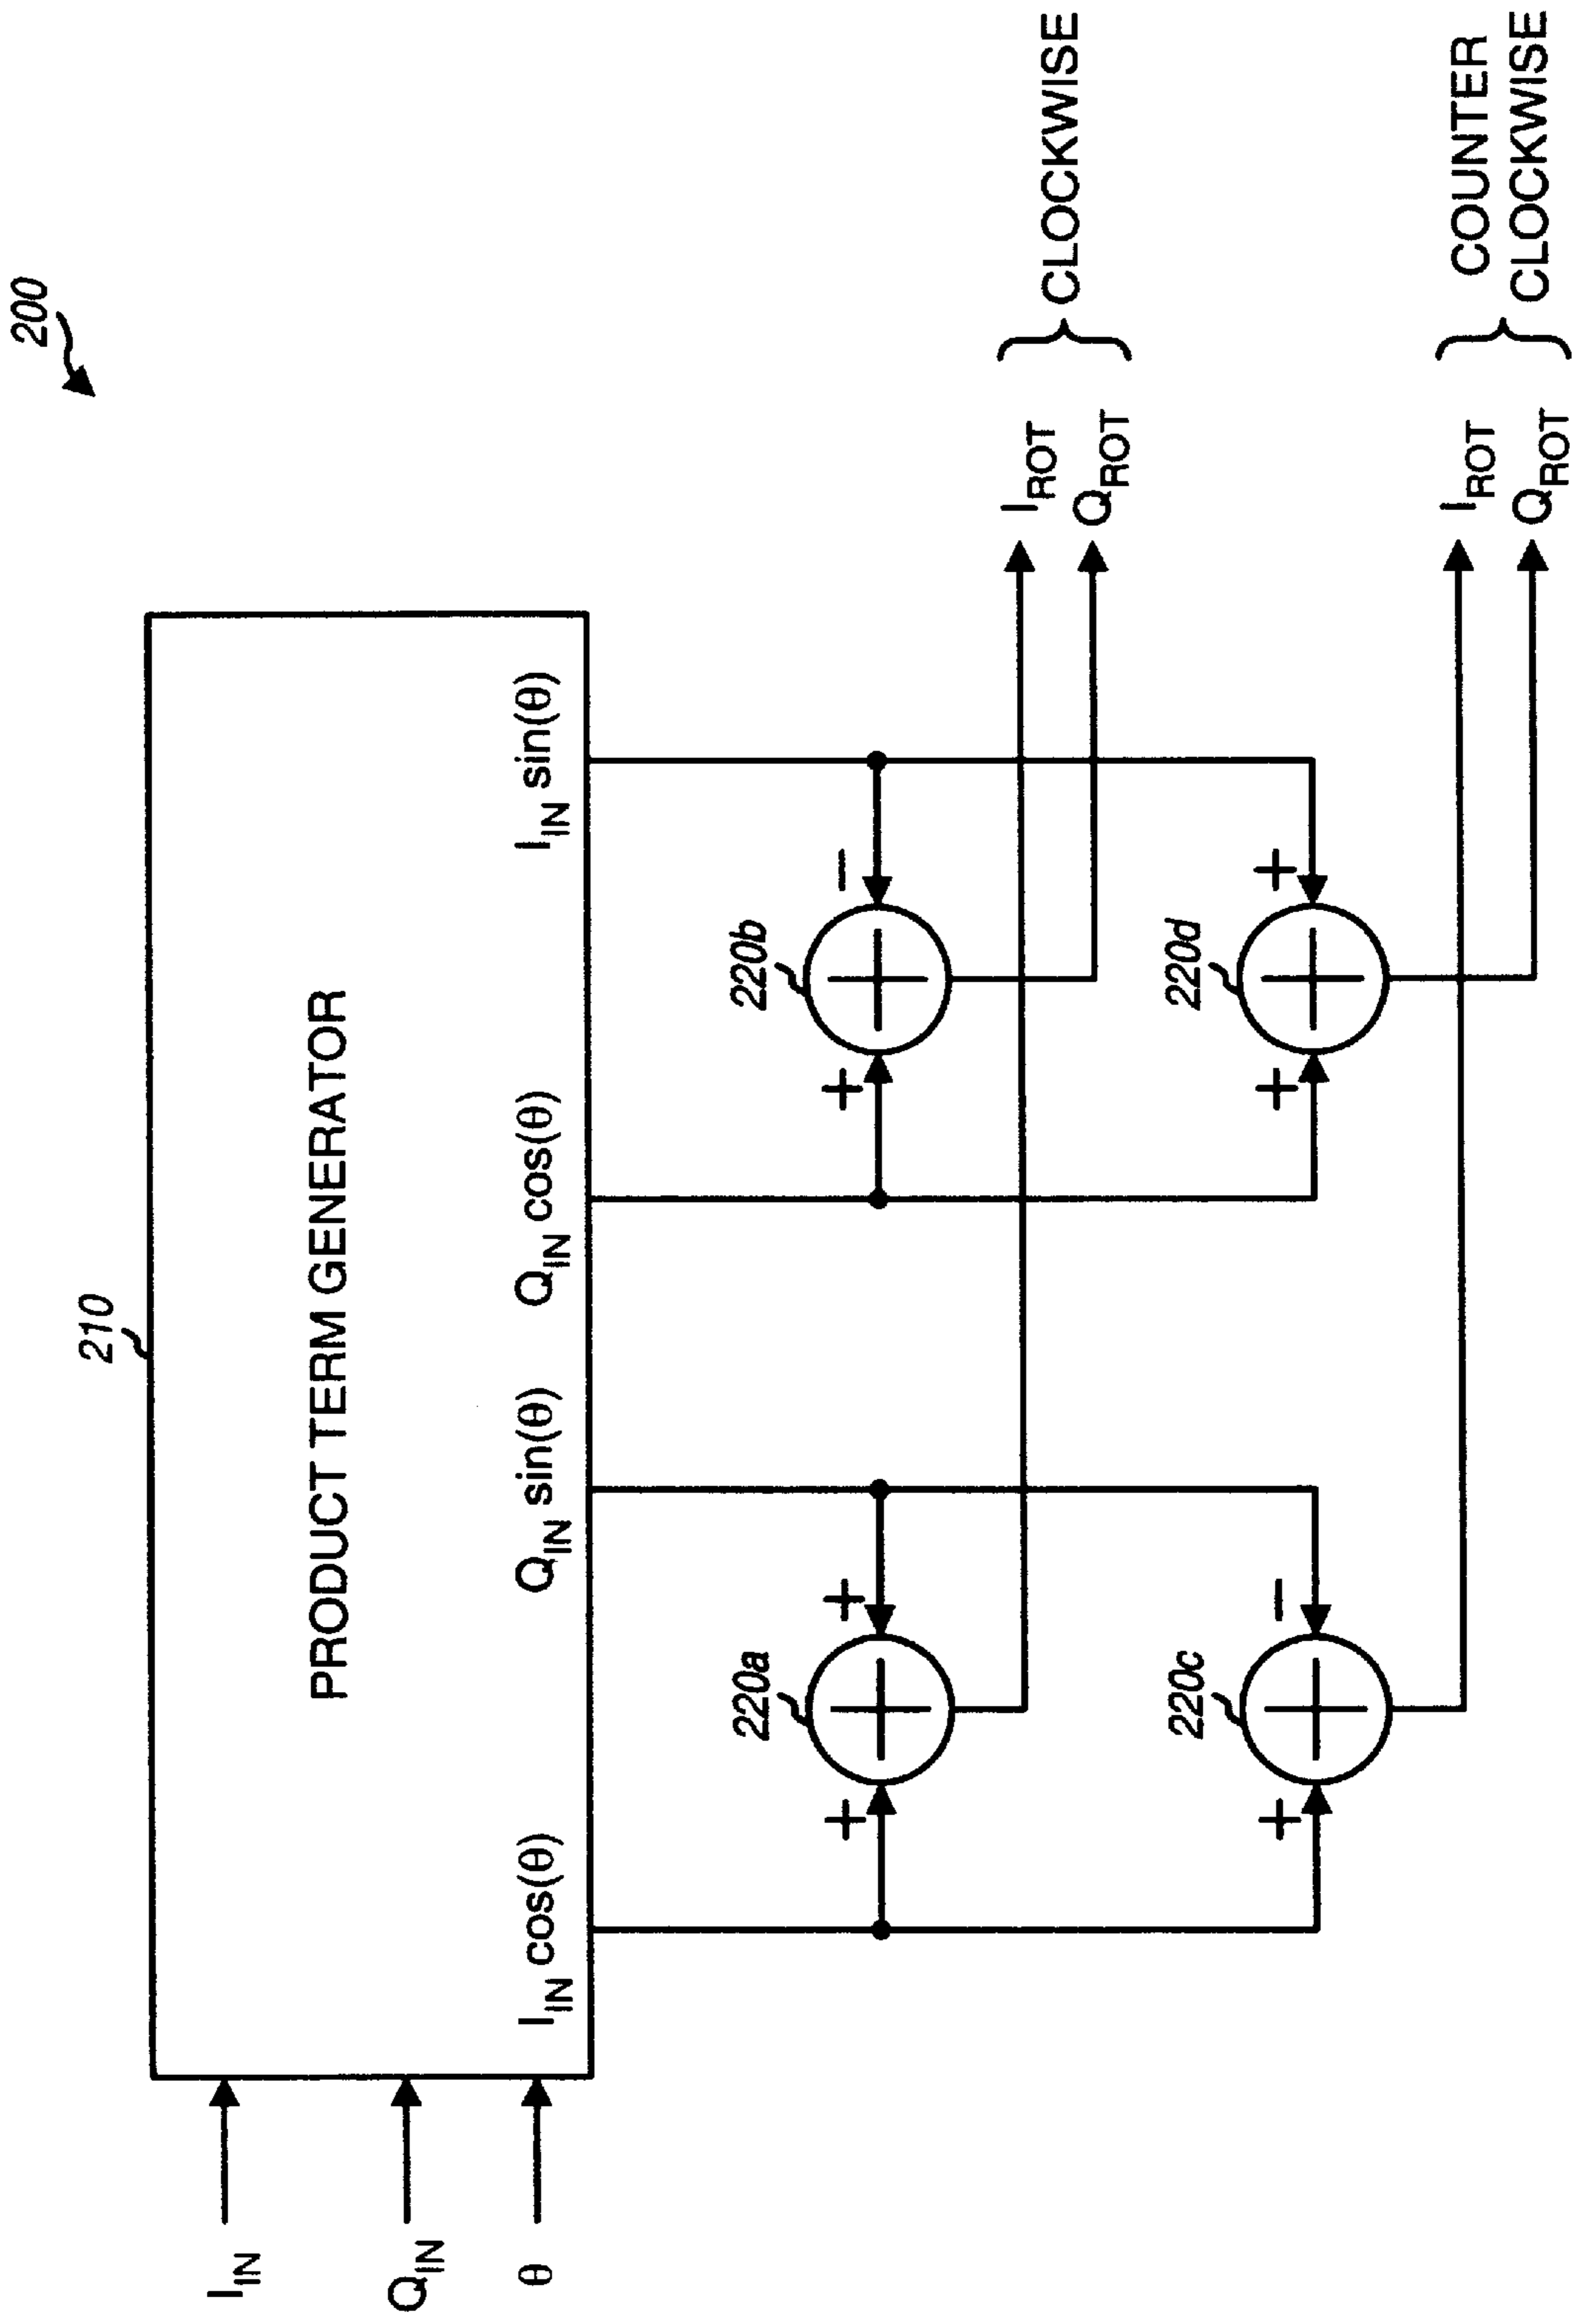 200
210
PRODUCT TERM GENERATOR
I_IN
Q_IN
θ
I_IN cos(θ)
Q_IN sin(θ)
Q_IN cos(θ)
I_IN sin(θ)
220a
+
+
220b
+
−
I_ROT
Q_ROT
CLOCKWISE
220c
+
−
220d
+
+
I_ROT
Q_ROT
COUNTER
CLOCKWISE